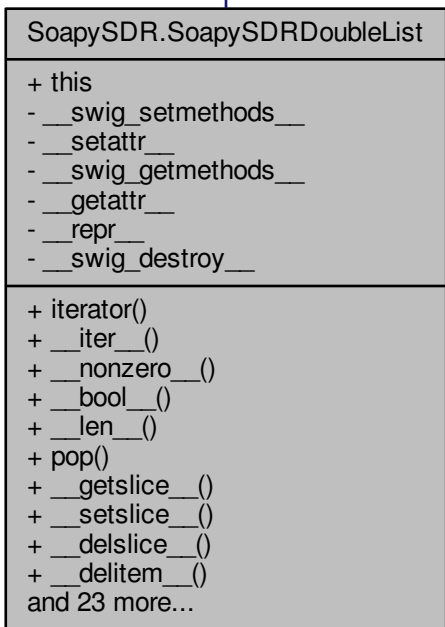 SoapySDR.SoapySDRDoubleList
+ this
- __swig_setmethods__
- __setattr__
- __swig_getmethods__
- __getattr__
- __repr__
- __swig_destroy__
+ iterator()
+ __iter__()
+ __nonzero__()
+ __bool__()
+ __len__()
+ pop()
+ __getslice__()
+ __setslice__()
+ __delslice__()
+ __delitem__()
and 23 more...